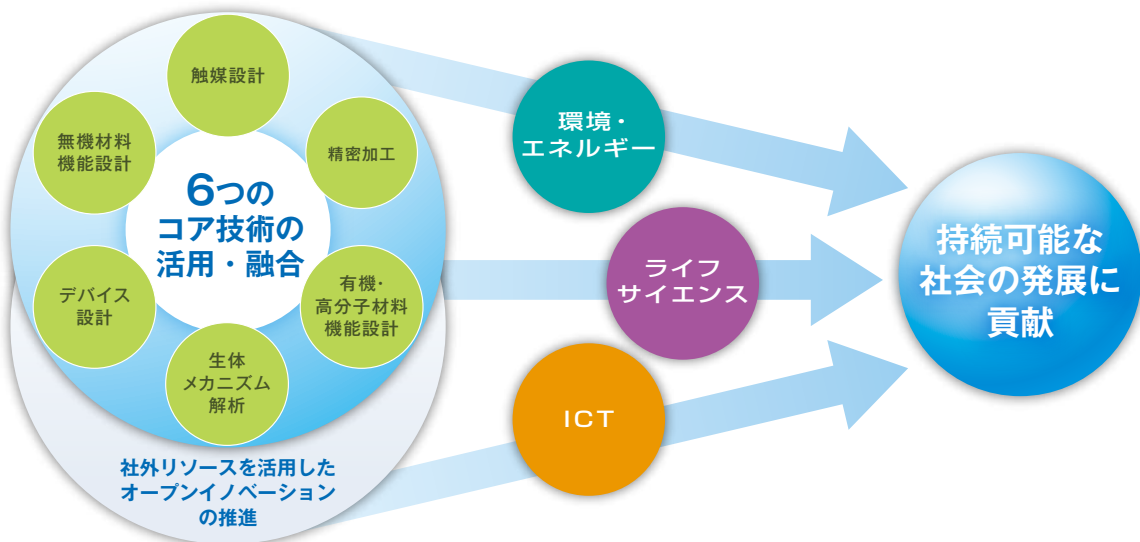 触媒設計
精密加工
有機・
高分子材料
機能設計
生体
メカニズム
解析
デバイス
設計
無機材料
機能設計
6つの
コア技術の
活用・融合
社外リソースを活用した
オープンイノベーション
の推進
環境・
エネルギー
ライフ
サイエンス
ICT
持続可能な
社会の発展に
貢献